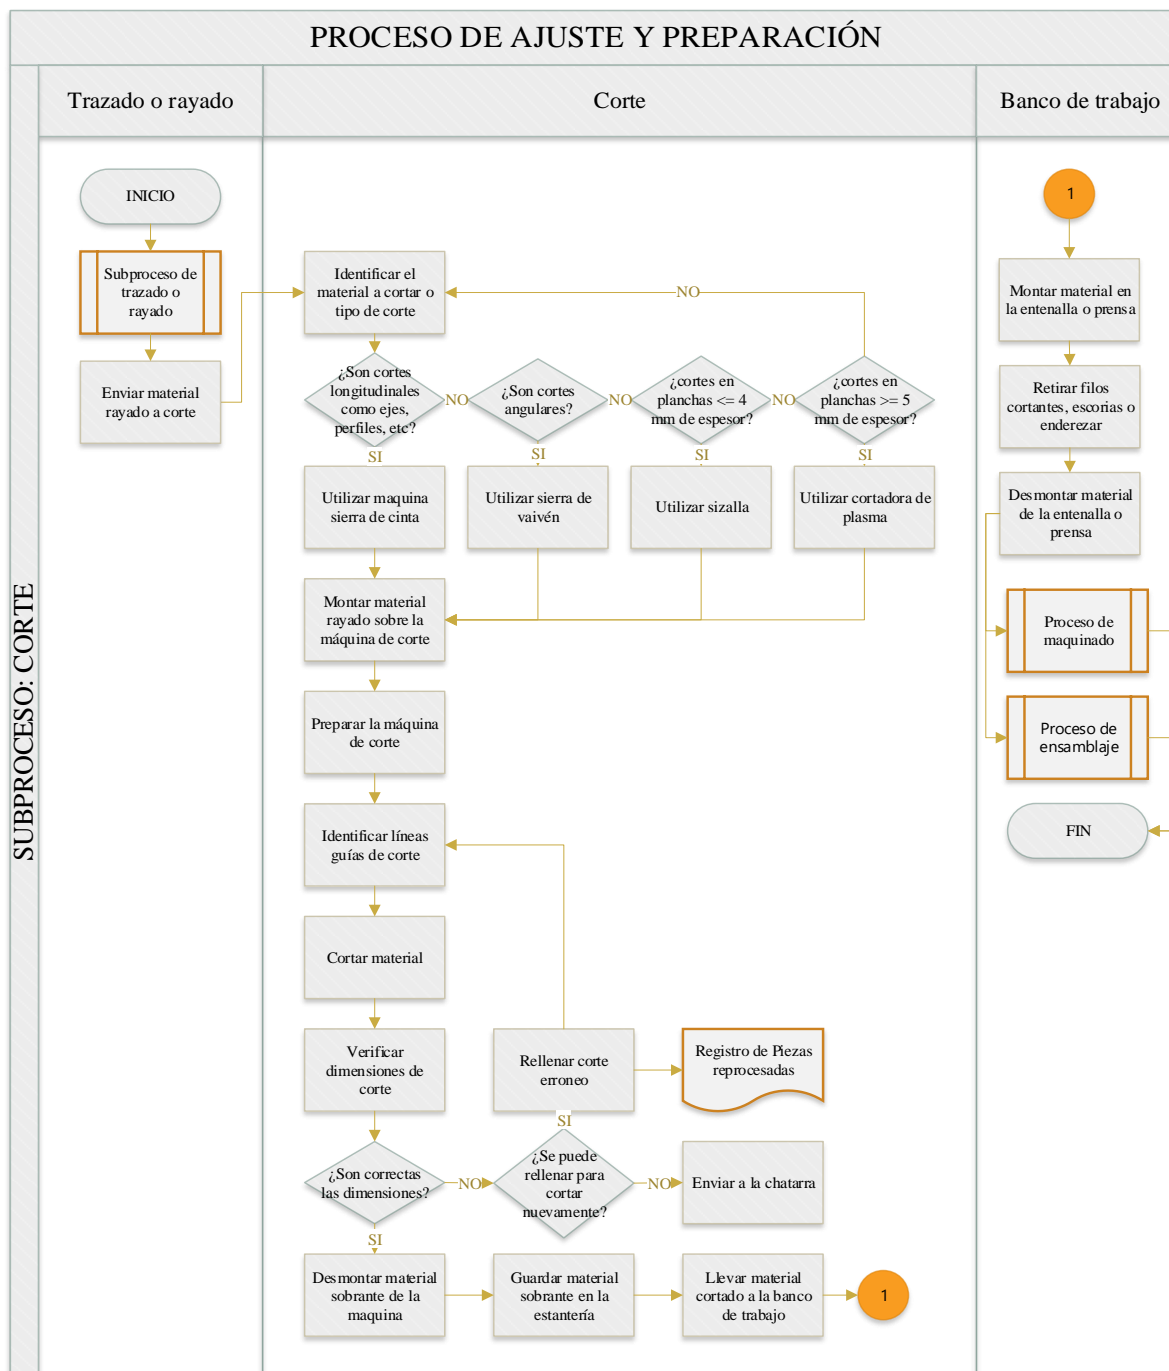 PROCESO DE AJUSTE Y PREPARACIÓN
SUBPROCESO: CORTE
Trazado o rayado
Corte
Banco de trabajo
INICIO
Subproceso de
trazado o
rayado
Enviar material
rayado a corte
Identificar el
material a cortar o
tipo de corte
NO
¿Son cortes
longitudinales
como ejes,
perfiles, etc?
NO
¿Son cortes
angulares?
NO
¿cortes en
planchas <= 4
mm de espesor?
NO
¿cortes en
planchas >= 5
mm de espesor?
SI
SI
SI
SI
Utilizar maquina
sierra de cinta
Utilizar sierra de
vaivén
Utilizar sizalla
Utilizar cortadora de
plasma
Montar material
rayado sobre la
máquina de corte
Preparar la máquina
de corte
Identificar líneas
guías de corte
Cortar material
Verificar
dimensiones de
corte
Rellenar corte
erroneo
Registro de Piezas
reprocesadas
SI
¿Son correctas
las dimensiones?
NO
¿Se puede
rellenar para
cortar
nuevamente?
NO
Enviar a la chatarra
SI
Desmontar material
sobrante de la
maquina
Guardar material
sobrante en la
estantería
Llevar material
cortado a la banco
de trabajo
1
1
Montar material en
la entenalla o prensa
Retirar filos
cortantes, escorias o
enderezar
Desmontar material
de la entenalla o
prensa
Proceso de
maquinado
Proceso de
ensamblaje
FIN